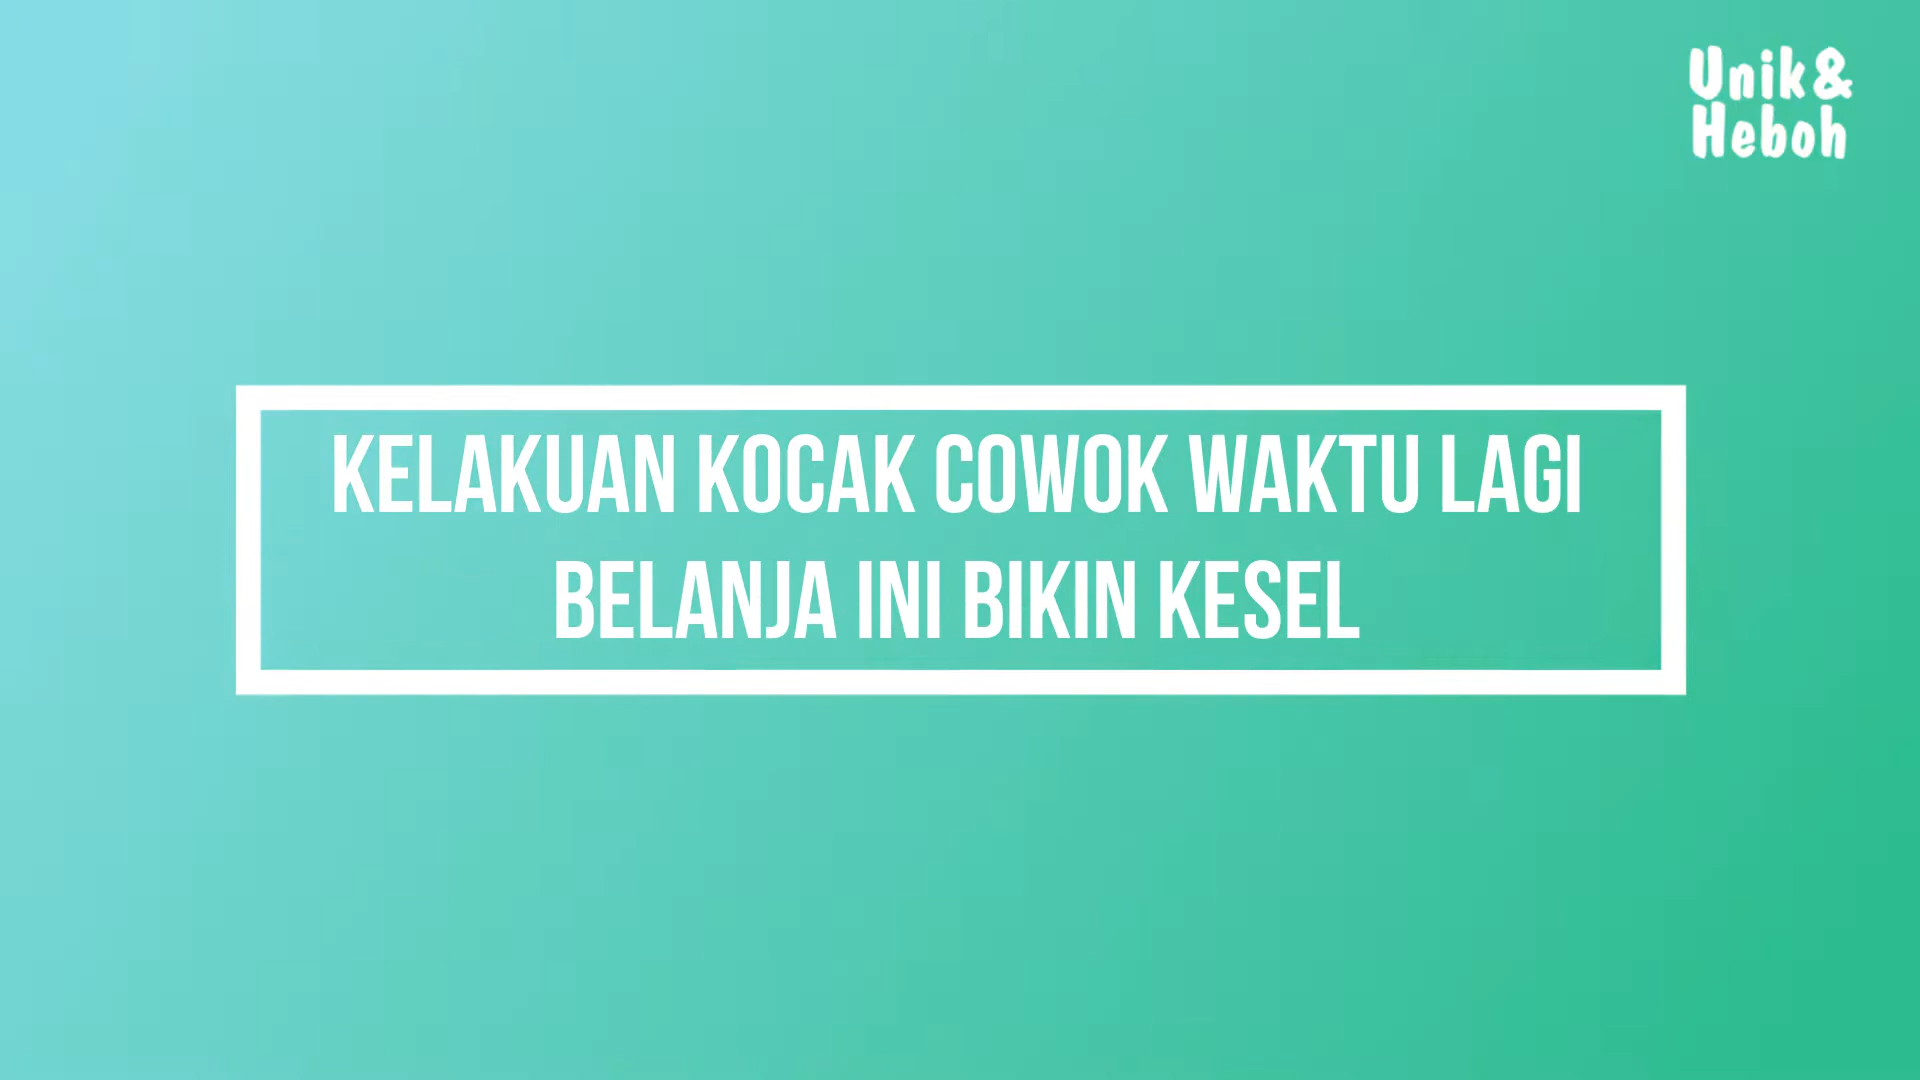 Unik&
Heboh
KELAKUAN KOCAK COWOK WAKTU LAGI
BELANJA INI BIKIN KESEL